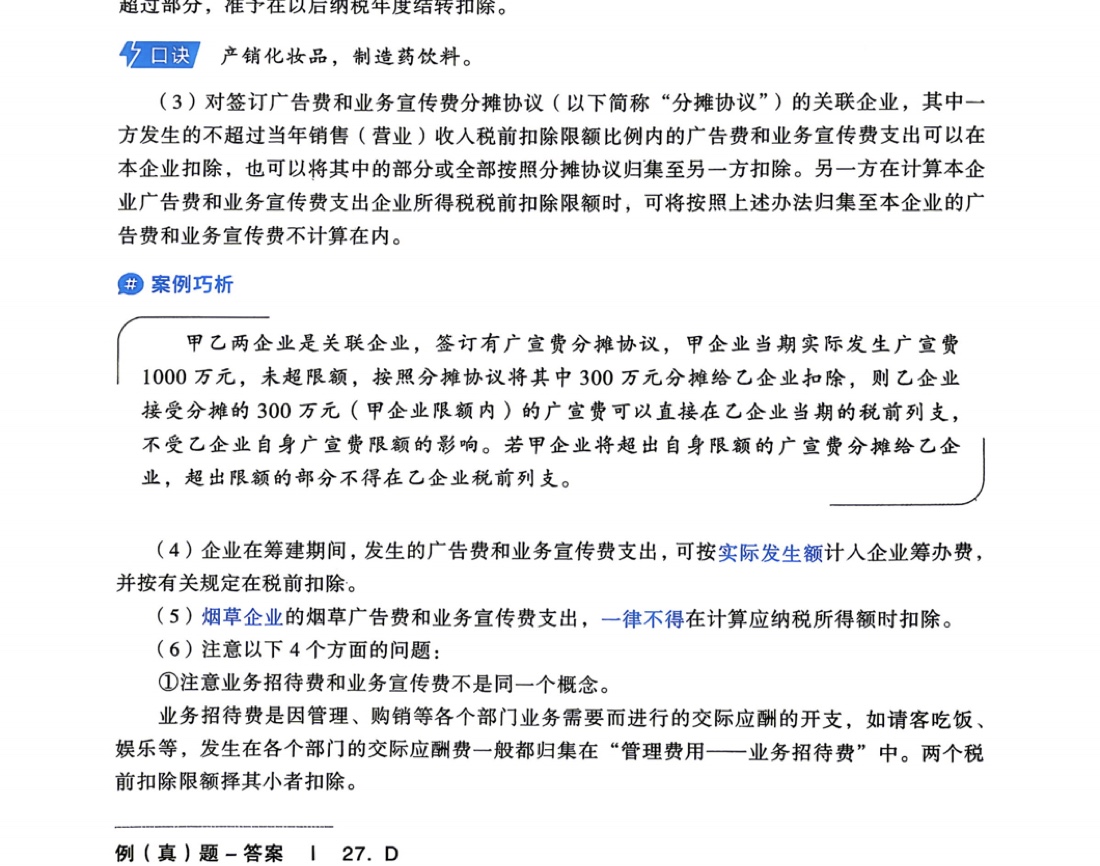 超过部分，准予在以后纳税年度结转扣除。
口诀 产销化妆品，制造药饮料。
（3）对签订广告费和业务宣传费分摊协议（以下简称“分摊协议”）的关联企业，其中一
方发生的不超过当年销售（营业）收入税前扣除限额比例内的广告费和业务宣传费支出可以在
本企业扣除，也可以将其中的部分或全部按照分摊协议归集至另一方扣除。另一方在计算本企
业广告费和业务宣传费支出企业所得税税前扣除限额时，可将按照上述办法归集至本企业的广
告费和业务宣传费不计算在内。
# 案例巧析
甲乙两企业是关联企业，签订有广宣费分摊协议，甲企业当期实际发生广宣费
1000 万元，未超限额，按照分摊协议将其中 300 万元分摊给乙企业扣除，则乙企业
接受分摊的 300 万元（甲企业限额内）的广宣费可以直接在乙企业当期的税前列支，
不受乙企业自身广宣费限额的影响。若甲企业将超出自身限额的广宣费分摊给乙企
业，超出限额的部分不得在乙企业税前列支。
（4）企业在筹建期间，发生的广告费和业务宣传费支出，可按实际发生额计入企业筹办费，
并按有关规定在税前扣除。
（5）烟草企业的烟草广告费和业务宣传费支出，一律不得在计算应纳税所得额时扣除。
（6）注意以下 4 个方面的问题：
①注意业务招待费和业务宣传费不是同一个概念。
业务招待费是因管理、购销等各个部门业务需要而进行的交际应酬的开支，如请客吃饭、
娱乐等，发生在各个部门的交际应酬费一般都归集在“管理费用——业务招待费”中。两个税
前扣除限额择其小者扣除。
例（真）题 – 答案 | 27. D